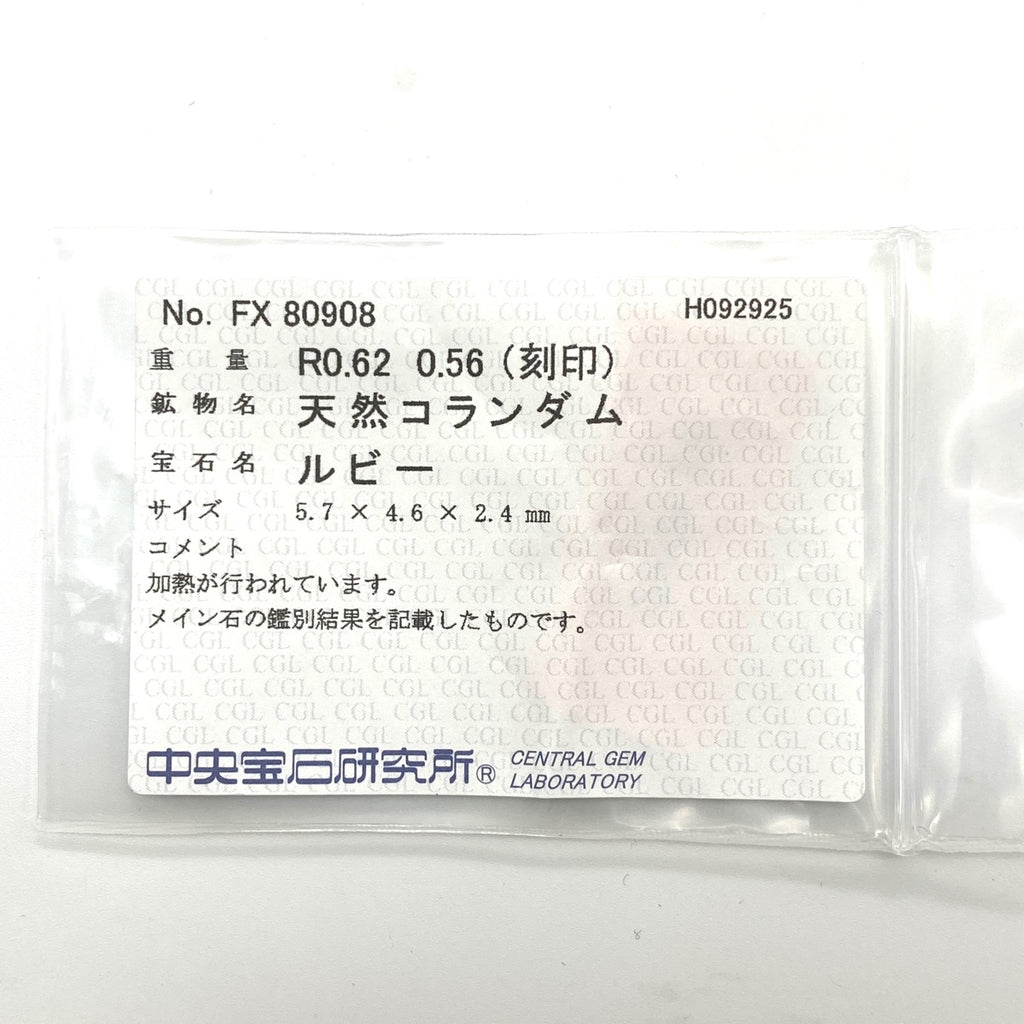 No. FX 80908 H092925
重量 R0.62 0.56 (刻印)
鉱物名 天然コランダム
宝石名 ルビー
サイズ 5.7 × 4.6 × 2.4 mm
コメント
加熱が行われています。
メイン石の鑑別結果を記載したものです。
中央宝石研究所® CENTRAL GEM
LABORATORY